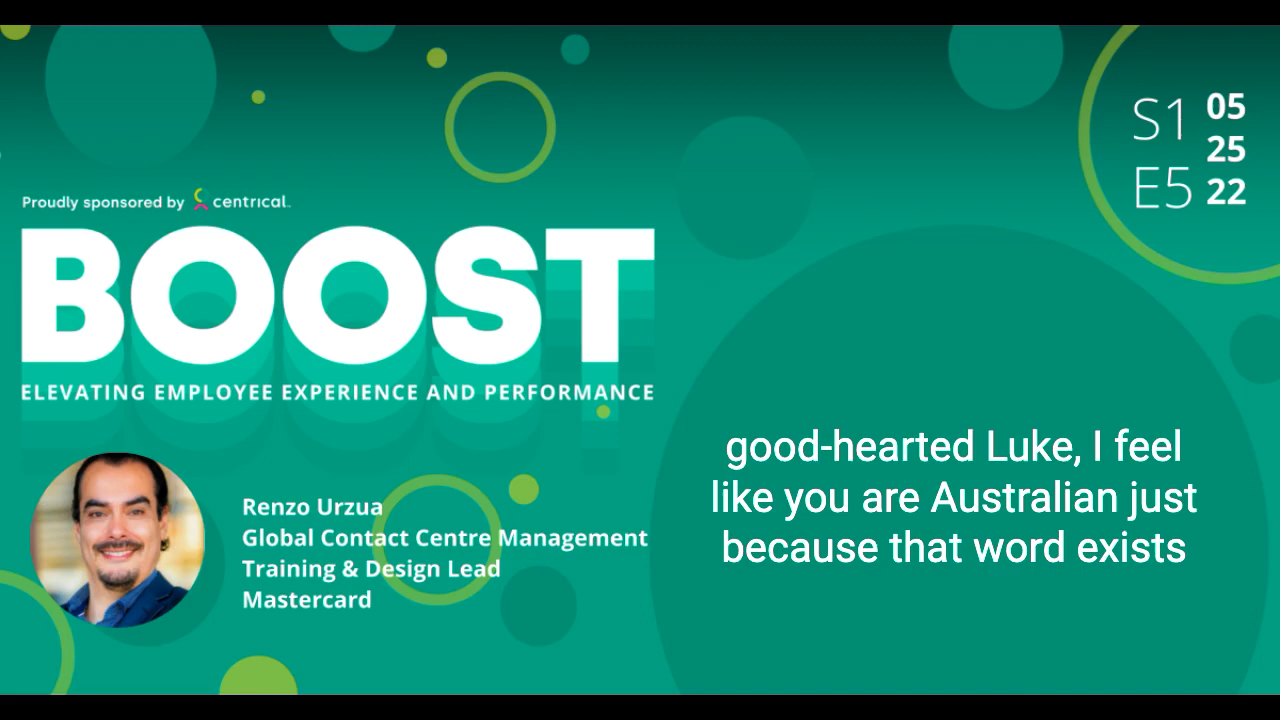 S1 05
25
E5 22
Proudly sponsored by centrical
BOOST
ELEVATING EMPLOYEE EXPERIENCE AND PERFORMANCE
Renzo Urzua
Global Contact Centre Management
Training & Design Lead
Mastercard
good-hearted Luke, I feel
like you are Australian just
because that word exists